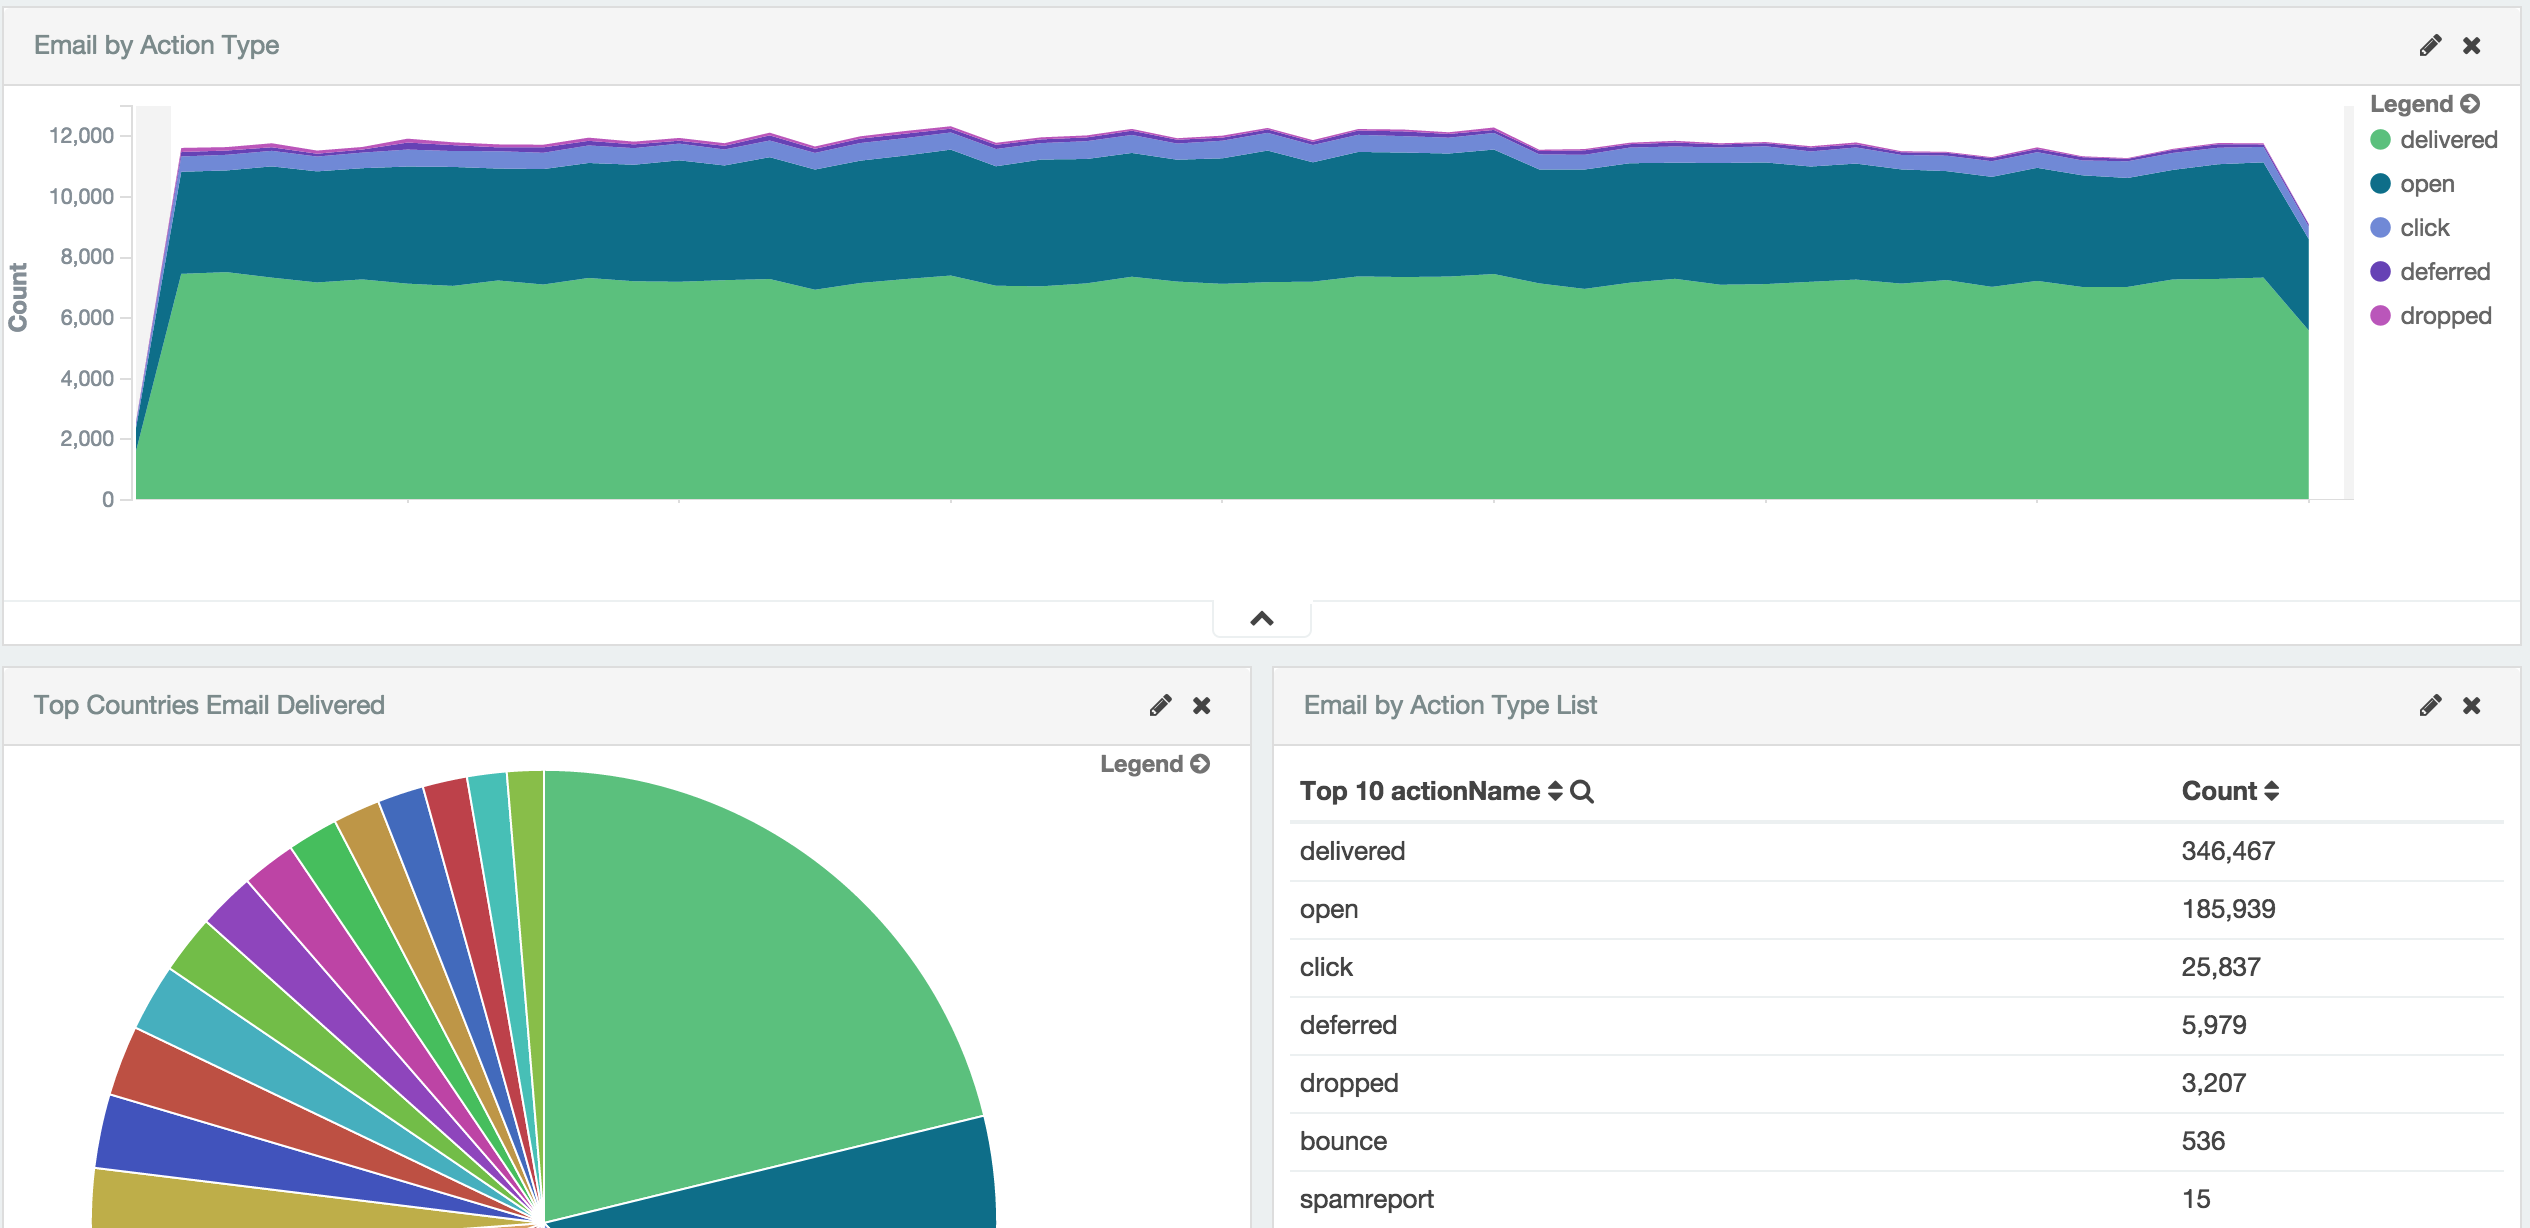 Email by Action Type
Legend
delivered
open
click
deferred
dropped
Count
12,000
10,000
8,000
6,000
4,000
2,000
0
Top Countries Email Delivered
Legend
Email by Action Type List
Top 10 actionName Count
delivered 346,467
open 185,939
click 25,837
deferred 5,979
dropped 3,207
bounce 536
spamreport 15